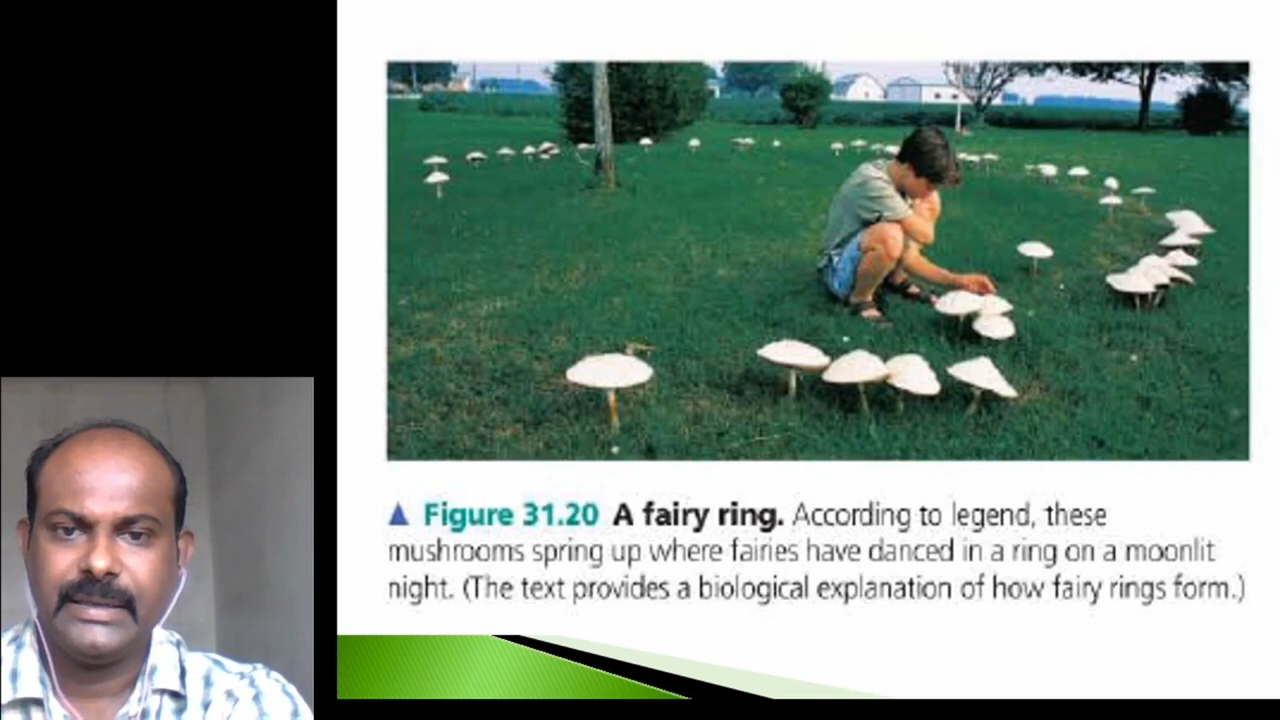 ▲ Figure 31.20 A fairy ring. According to legend, these
mushrooms spring up where fairies have danced in a ring on a moonlit
night. (The text provides a biological explanation of how fairy rings form.)